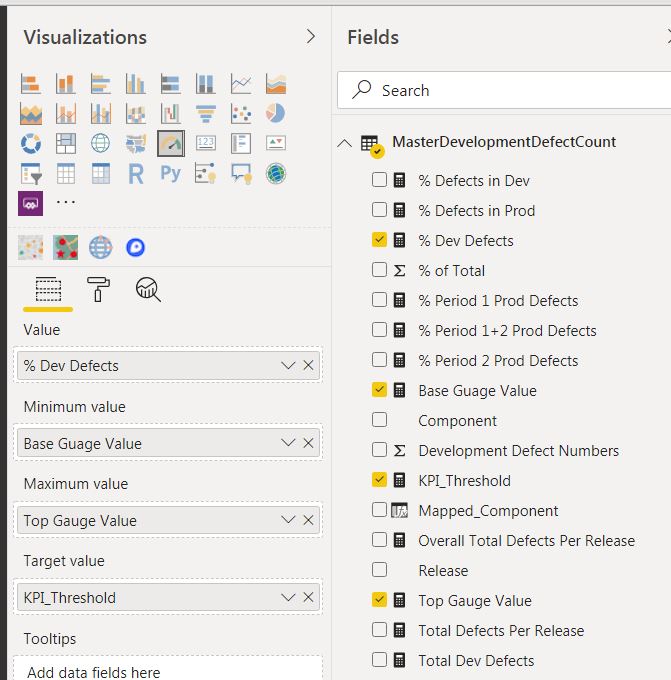 Visualizations
R
Py
123
...
Value
% Dev Defects
Minimum value
Base Guage Value
Maximum value
Top Gauge Value
Target value
KPI_Threshold
Tooltips
Add data fields here
Fields
Search
MasterDevelopmentDefectCount
% Defects in Dev
% Defects in Prod
% Dev Defects
Σ % of Total
% Period 1 Prod Defects
% Period 1+2 Prod Defects
% Period 2 Prod Defects
Base Guage Value
Component
Σ Development Defect Numbers
KPI_Threshold
Mapped_Component
Overall Total Defects Per Release
Release
Top Gauge Value
Total Defects Per Release
Total Dev Defects